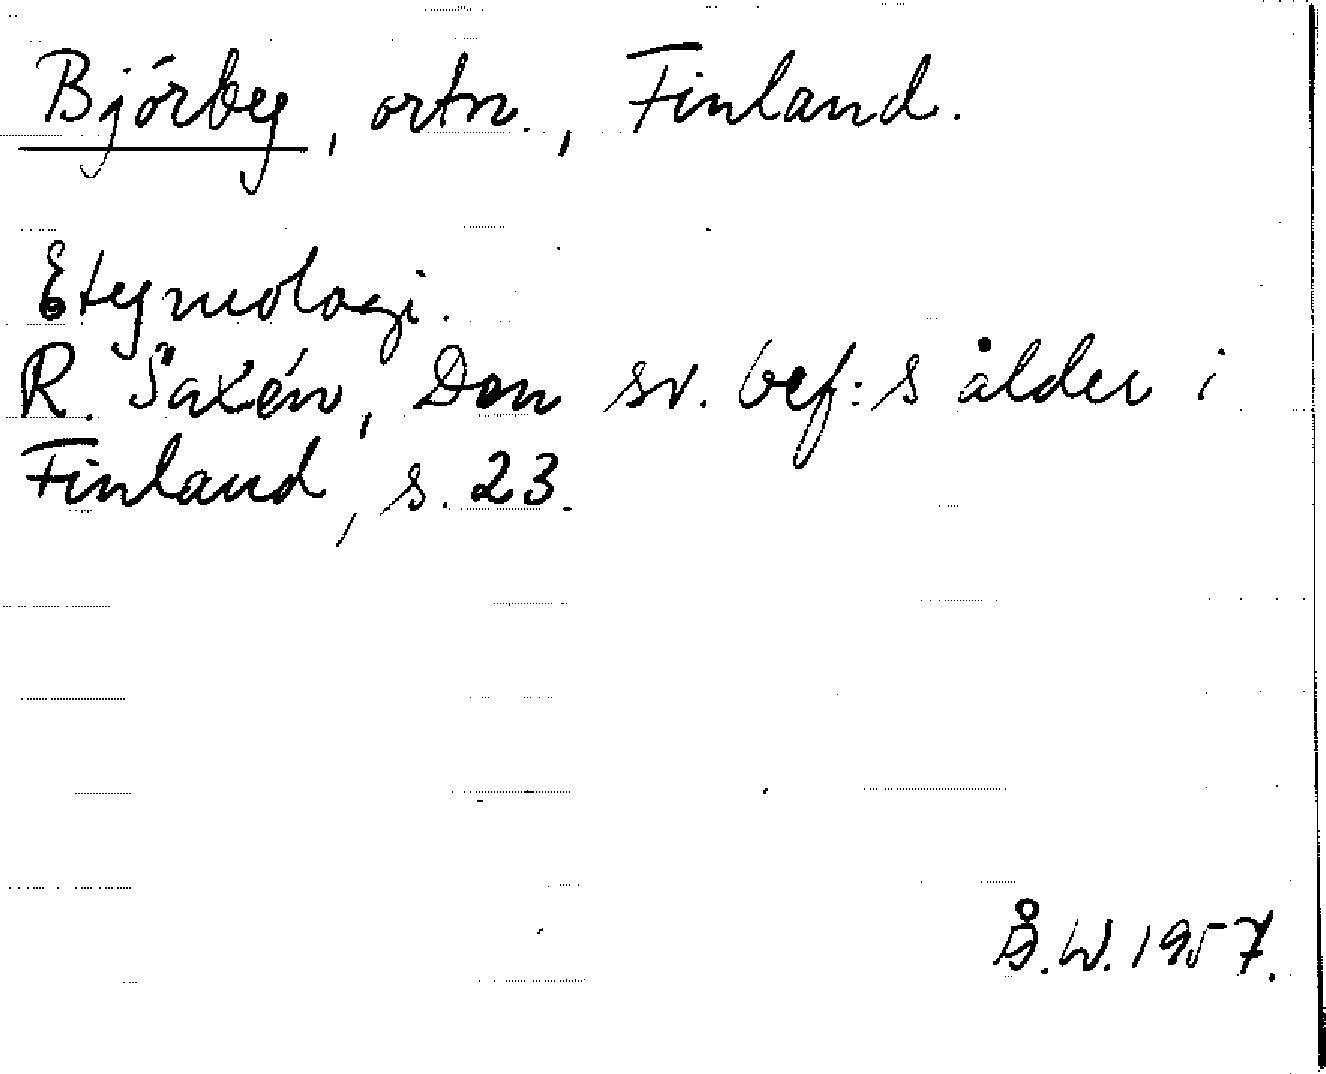 Björby, ortn., Finland.
Etymologi.
R. Saxén, Den sv. bef:s ålder i
Finland, s. 23.
Å.W. 1957.